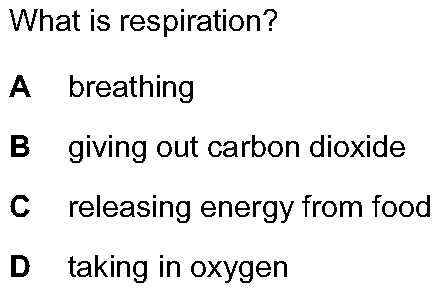 What is respiration?
A breathing
B giving out carbon dioxide
C releasing energy from food
D taking in oxygen